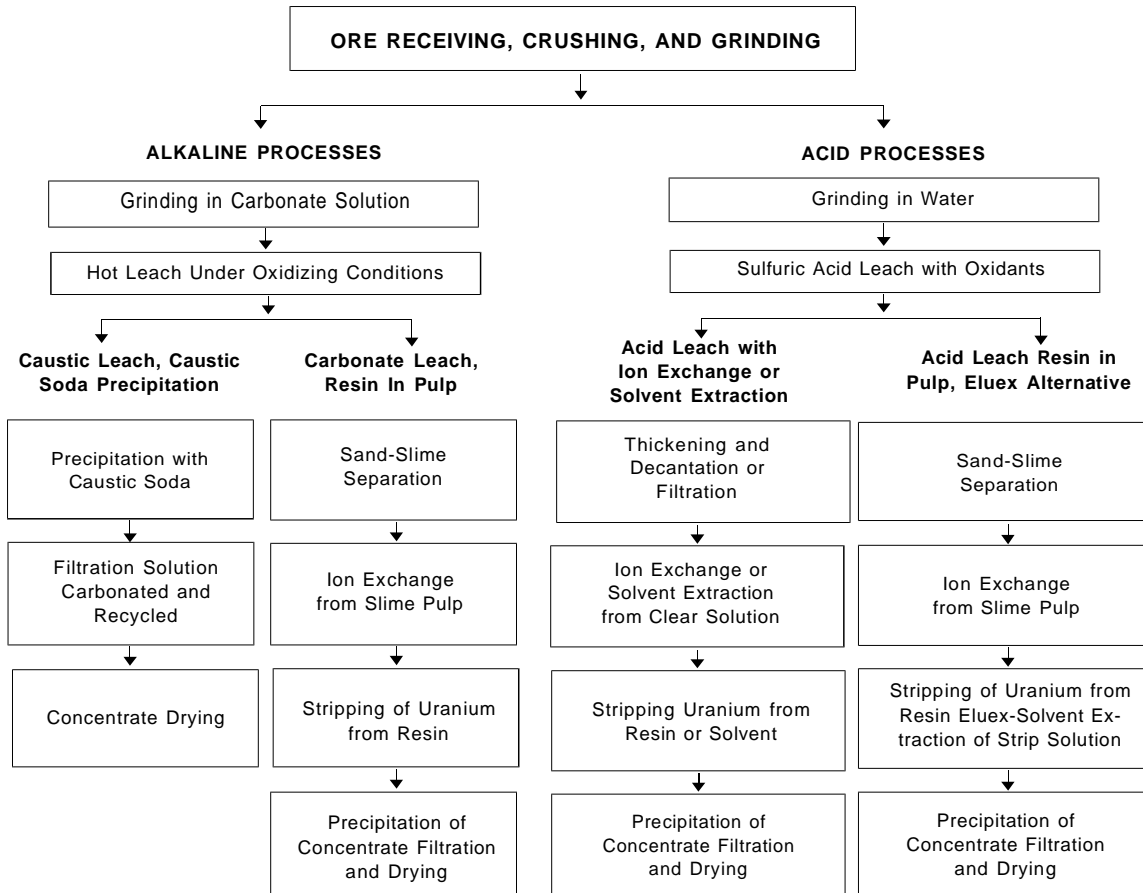 ORE RECEIVING, CRUSHING, AND GRINDING
ALKALINE PROCESSES
Grinding in Carbonate Solution
Hot Leach Under Oxidizing Conditions
Caustic Leach, Caustic
Soda Precipitation
Precipitation with
Caustic Soda
Filtration Solution
Carbonated and
Recycled
Concentrate Drying
Carbonate Leach,
Resin In Pulp
Sand-Slime
Separation
Ion Exchange
from Slime Pulp
Stripping of Uranium
from Resin
Precipitation of
Concentrate Filtration
and Drying
ACID PROCESSES
Grinding in Water
Sulfuric Acid Leach with Oxidants
Acid Leach with
Ion Exchange or
Solvent Extraction
Thickening and
Decantation or
Filtration
Ion Exchange or
Solvent Extraction
from Clear Solution
Stripping Uranium from
Resin or Solvent
Precipitation of
Concentrate Filtration
and Drying
Acid Leach Resin in
Pulp, Eluex Alternative
Sand-Slime
Separation
Ion Exchange
from Slime Pulp
Stripping of Uranium from
Resin Eluex-Solvent Ex-
traction of Strip Solution
Precipitation of
Concentrate Filtration
and Drying